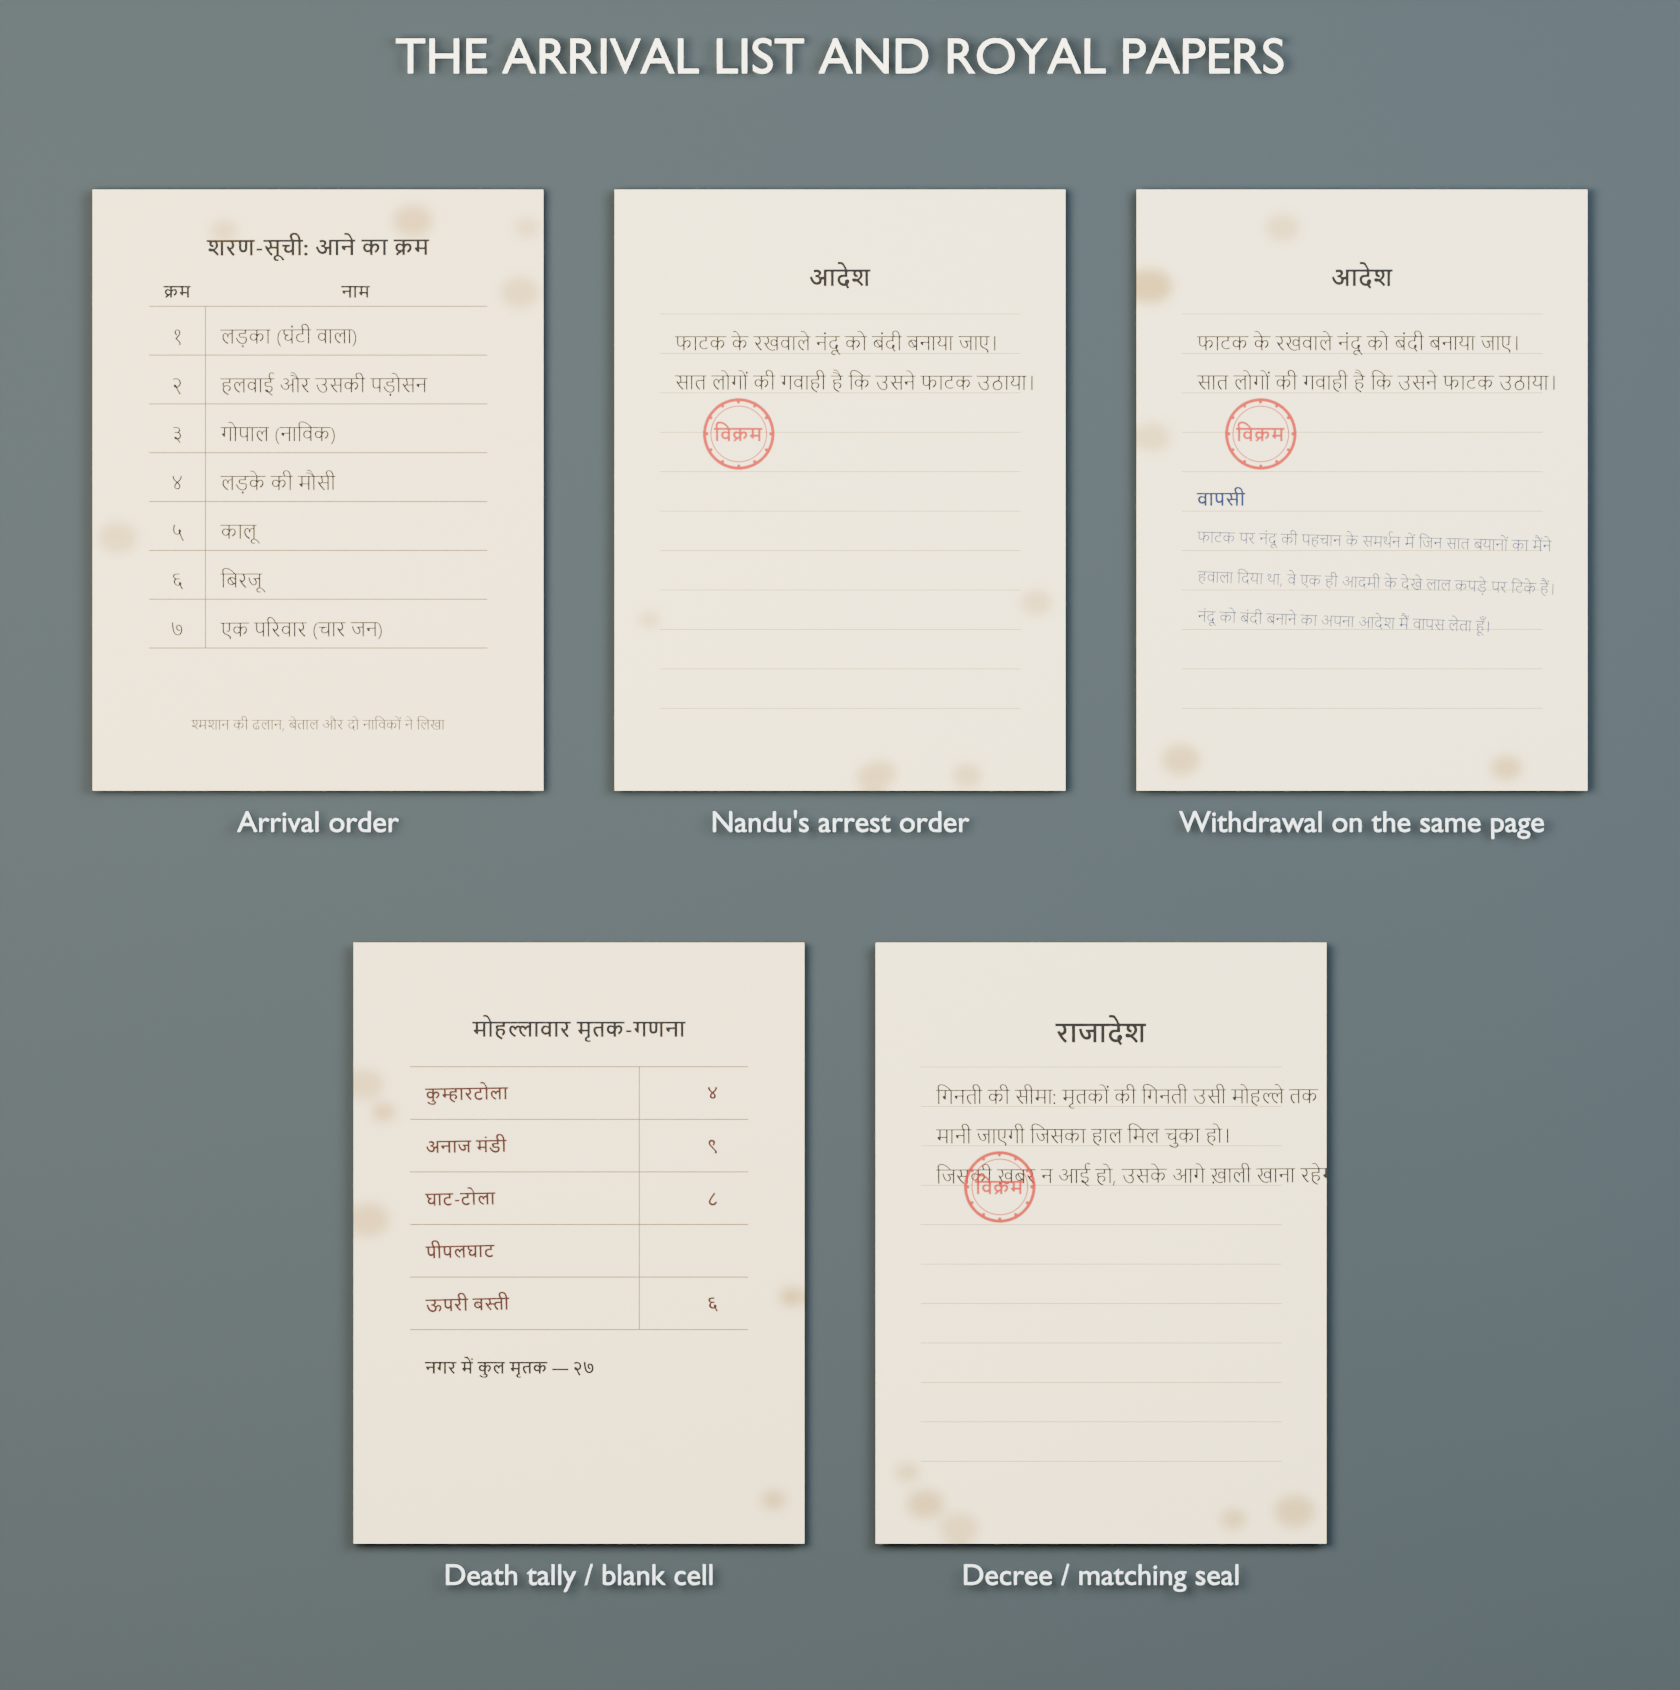 THE ARRIVAL LIST AND ROYAL PAPERS
शरण-सूची: आने का क्रम
क्रम नाम
१ लड़का (घंटी वाला)
२ हलवाई और उसकी पड़ोसन
३ गोपाल (नाविक)
४ लड़के की मौसी
५ कालू
६ बिरजू
७ एक परिवार (चार जन)
श्मशान की ढलान, बेताल और दो नाविकों ने लिखा
Arrival order
आदेश
फाटक के रखवाले नंदू को बंदी बनाया जाए।
सात लोगों की गवाही है कि उसने फाटक उठाया।
विक्रम
Nandu's arrest order
आदेश
फाटक के रखवाले नंदू को बंदी बनाया जाए।
सात लोगों की गवाही है कि उसने फाटक उठाया।
विक्रम
वापसी
फाटक पर नंदू की पहचान के समर्थन में जिन सात बयानों का मैंने
हवाला दिया था, वे एक ही आदमी के देखे लाल कपड़े पर टिके हैं।
नंदू को बंदी बनाने का अपना आदेश मैं वापस लेता हूँ।
Withdrawal on the same page
मोहल्लावार मृतक-गणना
कुम्हारटोला ४
अनाज मंडी ९
घाट-टोला ८
पीपलघाट
ऊपरी बस्ती ६
नगर में कुल मृतक — २७
Death tally / blank cell
राजादेश
गिनती की सीमा: मृतकों की गिनती उसी मोहल्ले तक
मानी जाएगी जिसका हाल मिल चुका हो।
जिसकी ख़बर न आई हो, उसके आगे ख़ाली खाना
विक्रम
Decree / matching seal